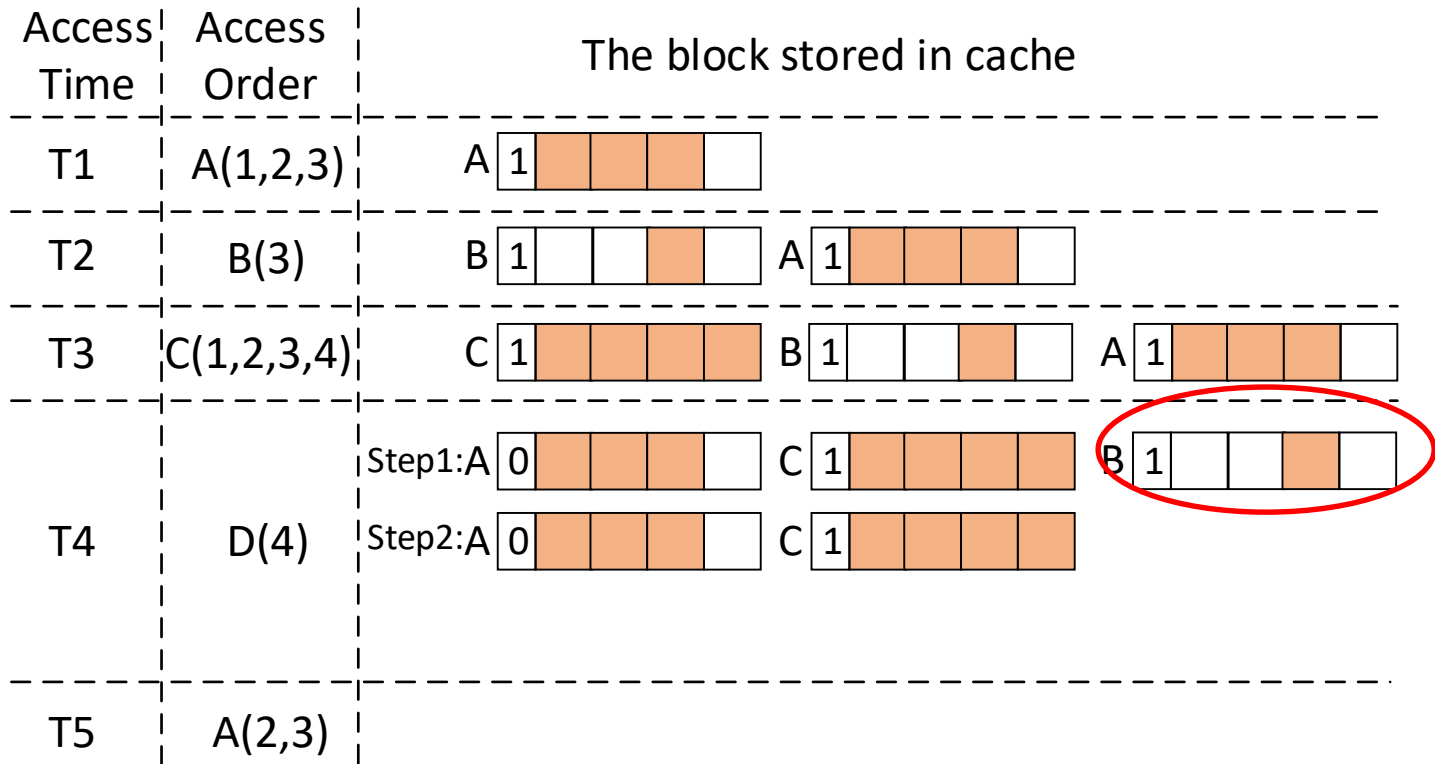 Access Time
Access Order
The block stored in cache
T1
A(1,2,3)
A 1
T2
B(3)
B 1
A 1
T3
C(1,2,3,4)
C 1
B 1
A 1
T4
D(4)
Step1:A 0
C 1
B 1
Step2:A 0
C 1
T5
A(2,3)